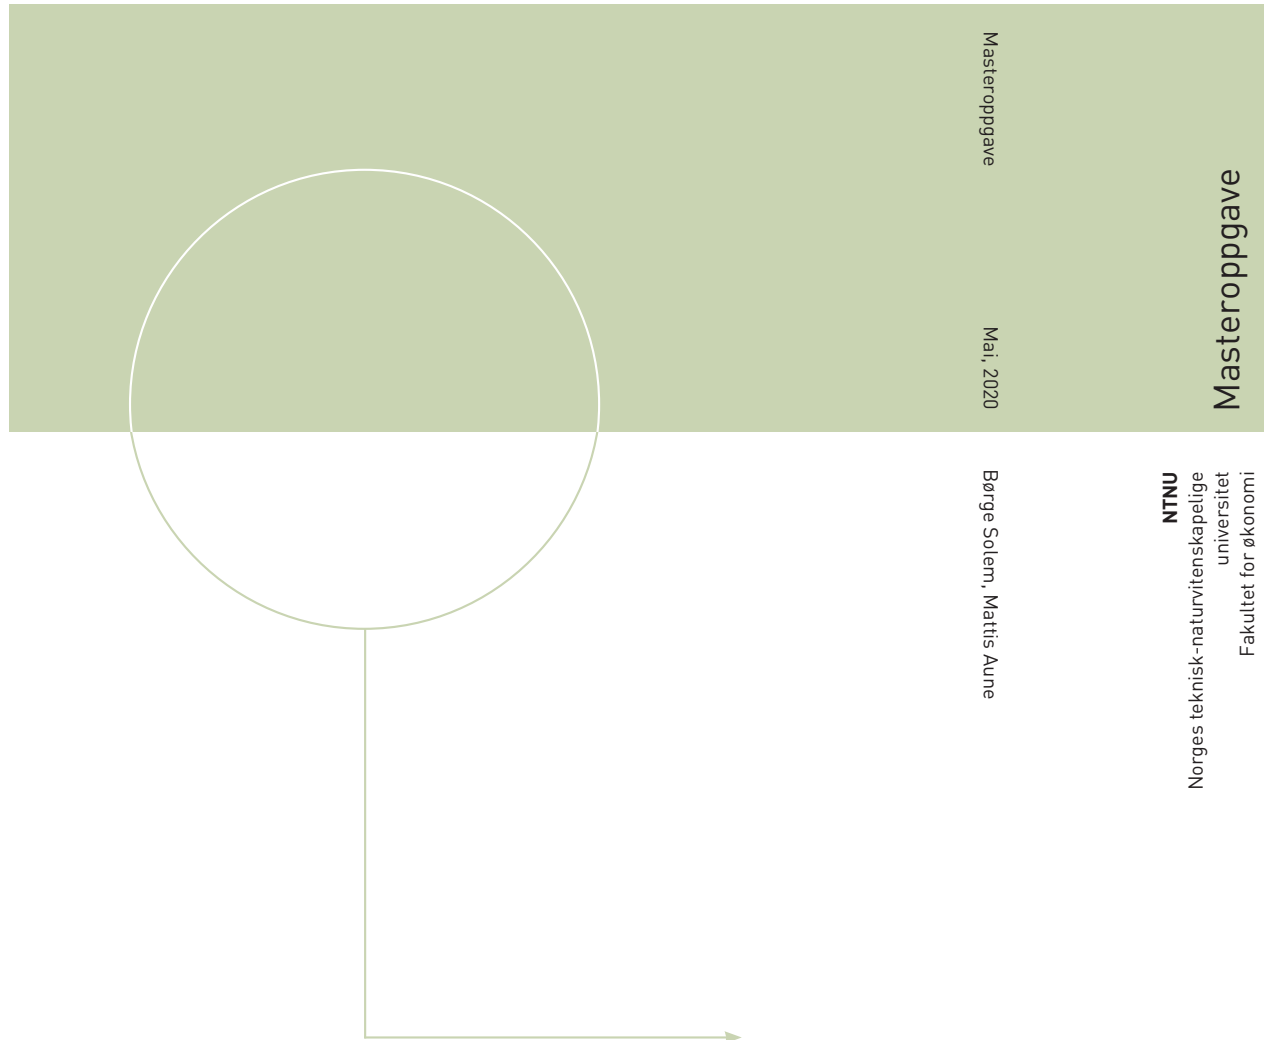 Masteroppgave
NTNU
Norges teknisk-naturvitenskapelige
universitet
Fakultet for økonomi
Masteroppgave
Mai, 2020
Børge Solem, Mattis Aune